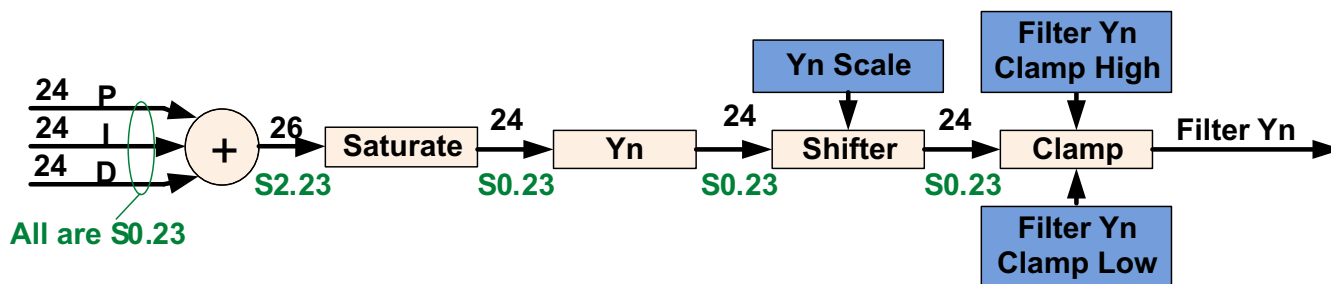 24 P
24 I
24 D
All are S0.23
+
26
S2.23
Saturate
24
S0.23
Yn
24
S0.23
Yn Scale
Shifter
24
S0.23
Filter Yn
Clamp High
Clamp
Filter Yn
Clamp Low
Filter Yn